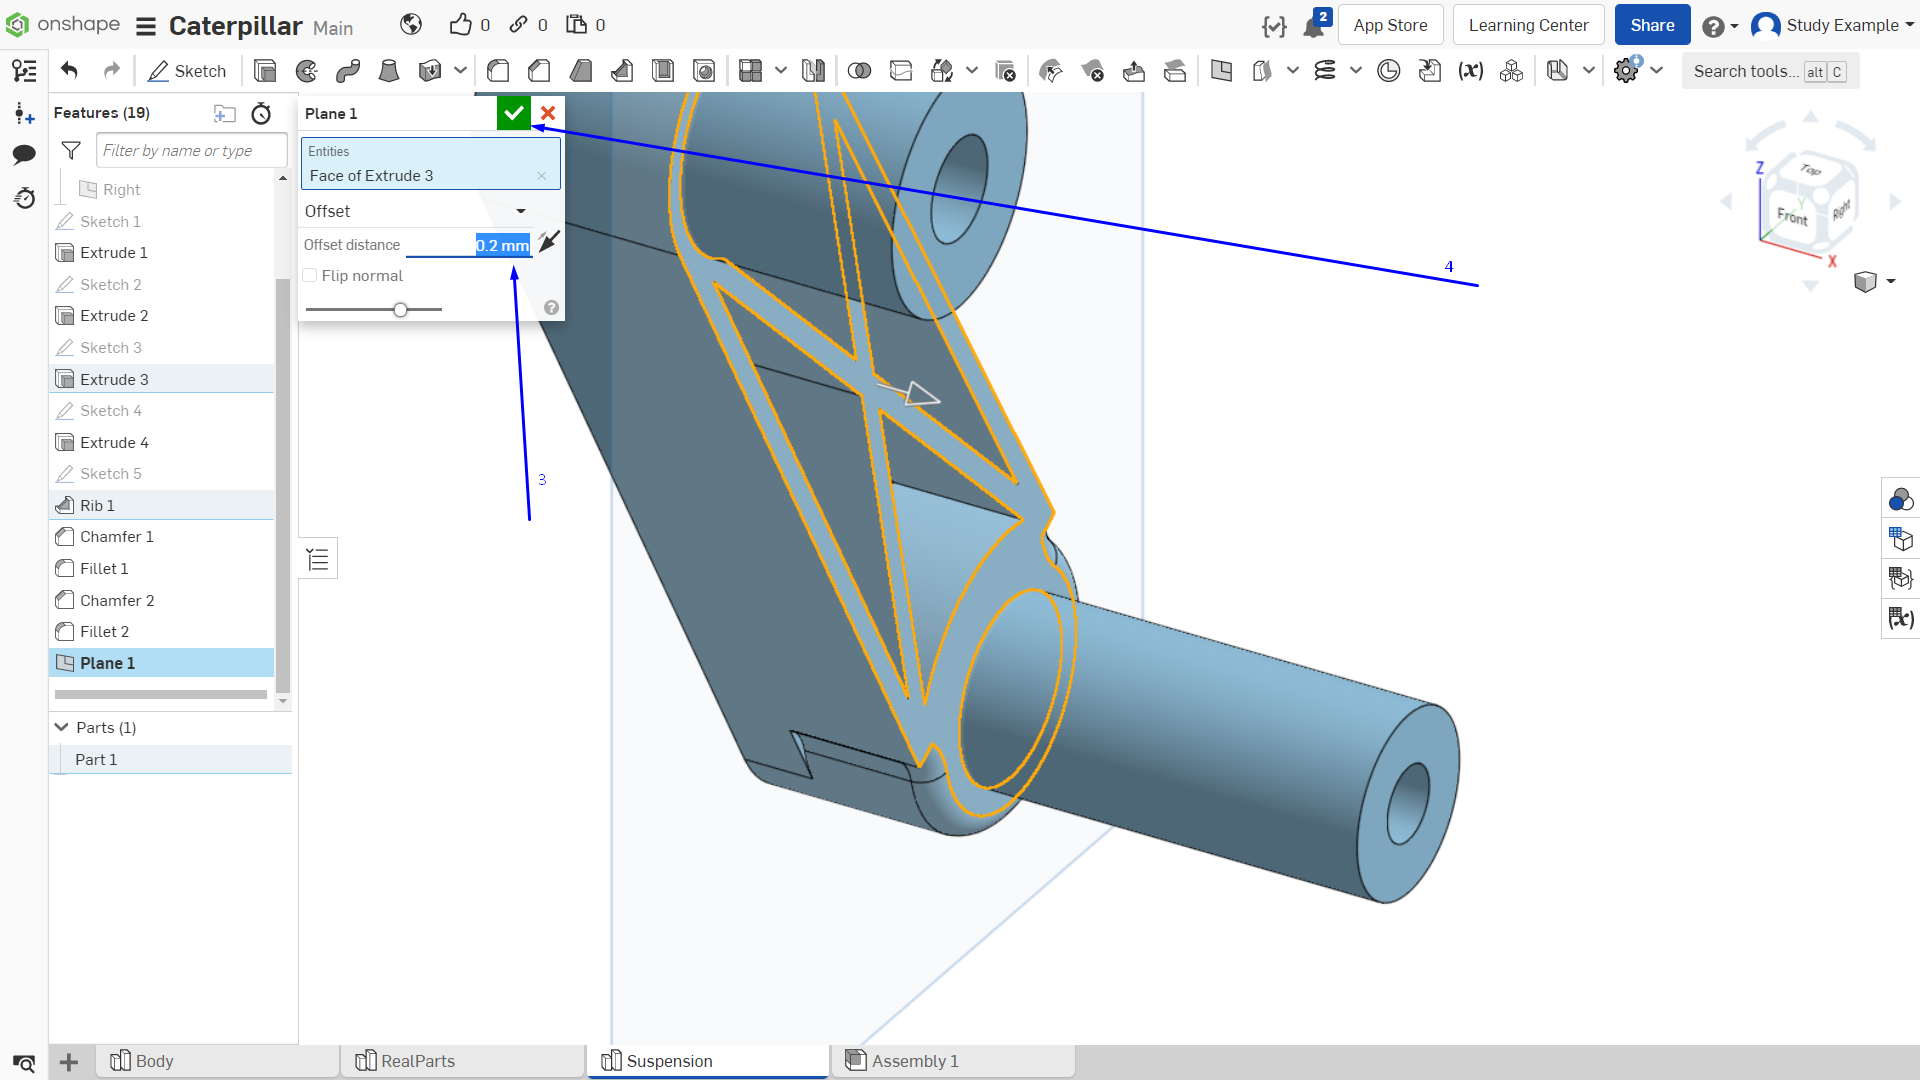 onshape
Caterpillar Main
0
0
0
2
App Store
Learning Center
Share
Study Example
Sketch
Search tools... alt C
Features (19)
Filter by name or type
Right
Sketch 1
Extrude 1
Sketch 2
Extrude 2
Sketch 3
Extrude 3
Sketch 4
Extrude 4
Sketch 5
Rib 1
Chamfer 1
Fillet 1
Chamfer 2
Fillet 2
Plane 1
Parts (1)
Part 1
Plane 1
Entities
Face of Extrude 3
Offset
Offset distance 0.2 mm
Flip normal
3
4
Z
Top
Y
Front
Right
X
Body
RealParts
Suspension
Assembly 1